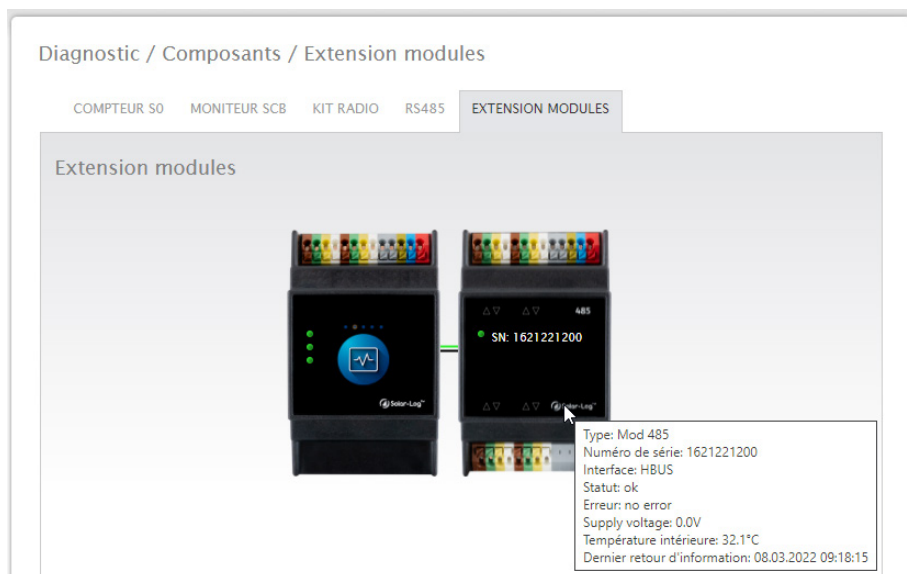 Diagnostic / Composants / Extension modules
COMPTEUR S0 MONITEUR SCB KIT RADIO RS485 EXTENSION MODULES
Extension modules
485
SN: 1621221200
Solar-Log™
Solar-Log™
Type: Mod 485
Numéro de série: 1621221200
Interface: HBUS
Statut: ok
Erreur: no error
Supply voltage: 0.0V
Température intérieure: 32.1°C
Dernier retour d'information: 08.03.2022 09:18:15